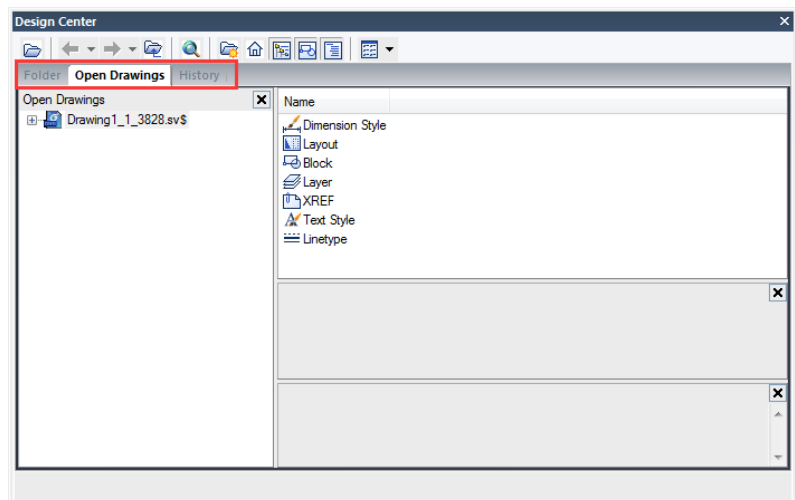 Design Center
Folder Open Drawings History
Open Drawings
Drawing1_1_3828.sv$
Name
Dimension Style
Layout
Block
Layer
XREF
Text Style
Linetype